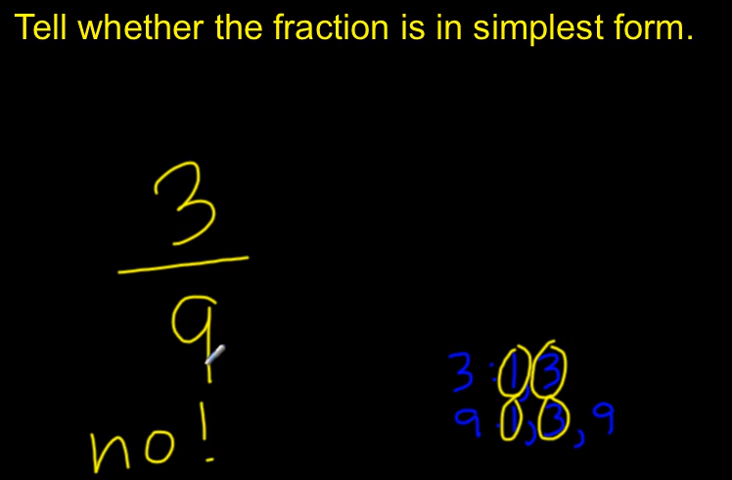 Tell whether the fraction is in simplest form.
3
9
no!
3: 1, 3
9: 1, 3, 9